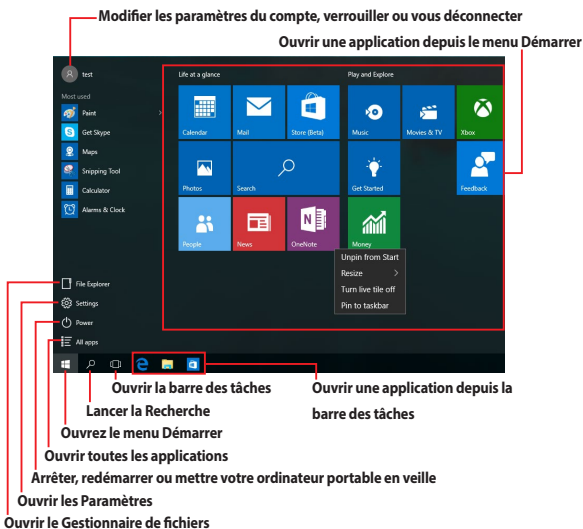 Modifier les paramètres du compte, verrouiller ou vous déconnecter
Ouvrir une application depuis le menu Démarrer
test
Life at a glance
Play and Explore
Most used
Paint
Get Skype
Maps
Snipping Tool
Calculator
Alarms & Clock
Calendar
Mail
Store (Beta)
Music
Movies & TV
Xbox
Photos
Search
Get Started
Feedback
People
News
OneNote
Money
Unpin from Start
Resize
Turn live tile off
Pin to taskbar
File Explorer
Settings
Power
All apps
Ouvrir la barre des tâches
Ouvrir une application depuis la
barre des tâches
Lancer la Recherche
Ouvrez le menu Démarrer
Ouvrir toutes les applications
Arrêter, redémarrer ou mettre votre ordinateur portable en veille
Ouvrir les Paramètres
Ouvrir le Gestionnaire de fichiers